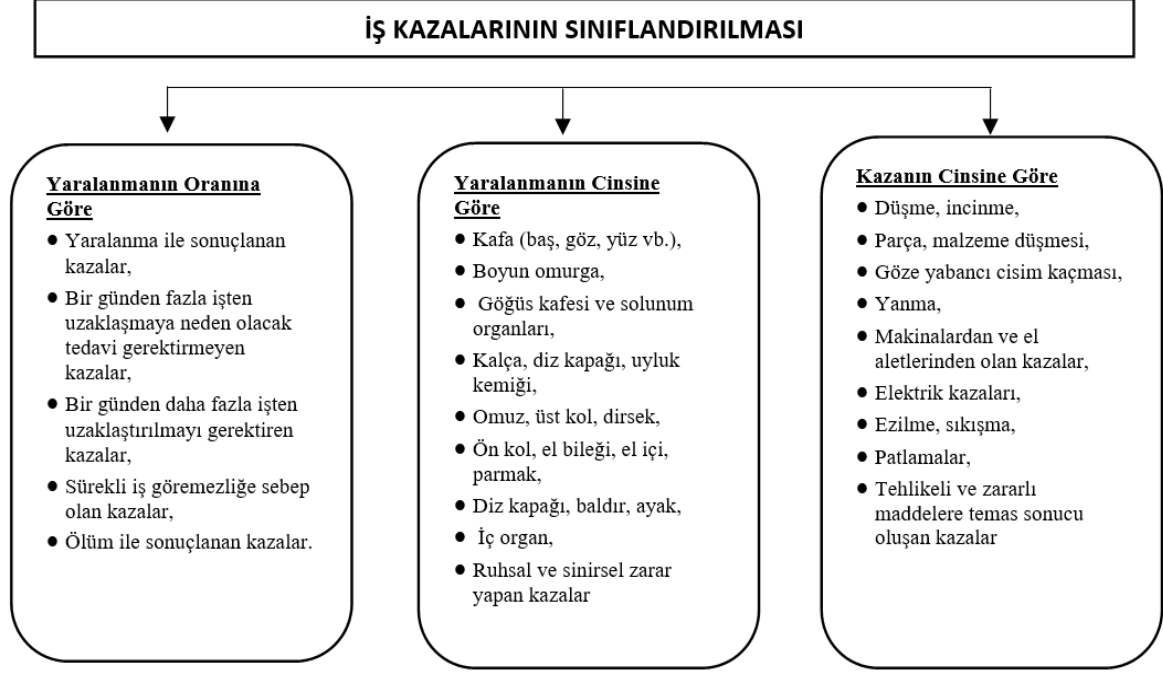 İŞ KAZALARININ SINIFLANDIRILMASI
Yaralanmanın Oranına
Göre
● Yaralanma ile sonuçlanan
kazalar,
● Bir günden fazla işten
uzaklaşmaya neden olacak
tedavi gerektirmeyen
kazalar,
● Bir günden daha fazla işten
uzaklaştırılmayı gerektiren
kazalar,
● Sürekli iş göremezliğe sebep
olan kazalar,
● Ölüm ile sonuçlanan kazalar.
Yaralanmanın Cinsine
Göre
● Kafa (baş, göz, yüz vb.),
● Boyun omurga,
● Göğüs kafesi ve solunum
organları,
● Kalça, diz kapağı, uyluk
kemiği,
● Omuz, üst kol, dirsek,
● Ön kol, el bileği, el içi,
parmak,
● Diz kapağı, baldır, ayak,
● İç organ,
● Ruhsal ve sinirsel zarar
yapan kazalar
Kazanın Cinsine Göre
● Düşme, incinme,
● Parça, malzeme düşmesi,
● Göze yabancı cisim kaçması,
● Yanma,
● Makinalardan ve el
aletlerinden olan kazalar,
● Elektrik kazaları,
● Ezilme, sıkışma,
● Patlamalar,
● Tehlikeli ve zararlı
maddelere temas sonucu
oluşan kazalar